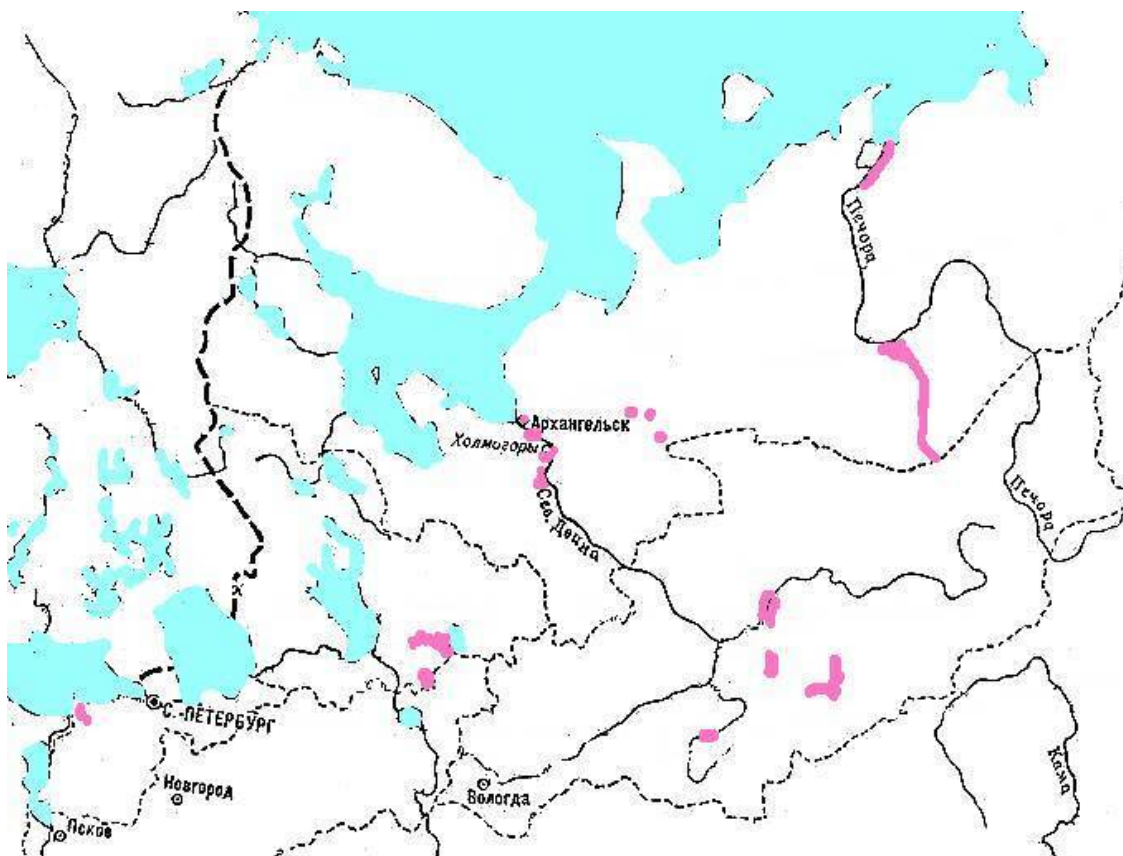 Печора
Архангельск
Холмогоры
Сев. Двина
Печора
С.-ПЕТЕРБУРГ
Новгород
Вологда
Кама
Псков